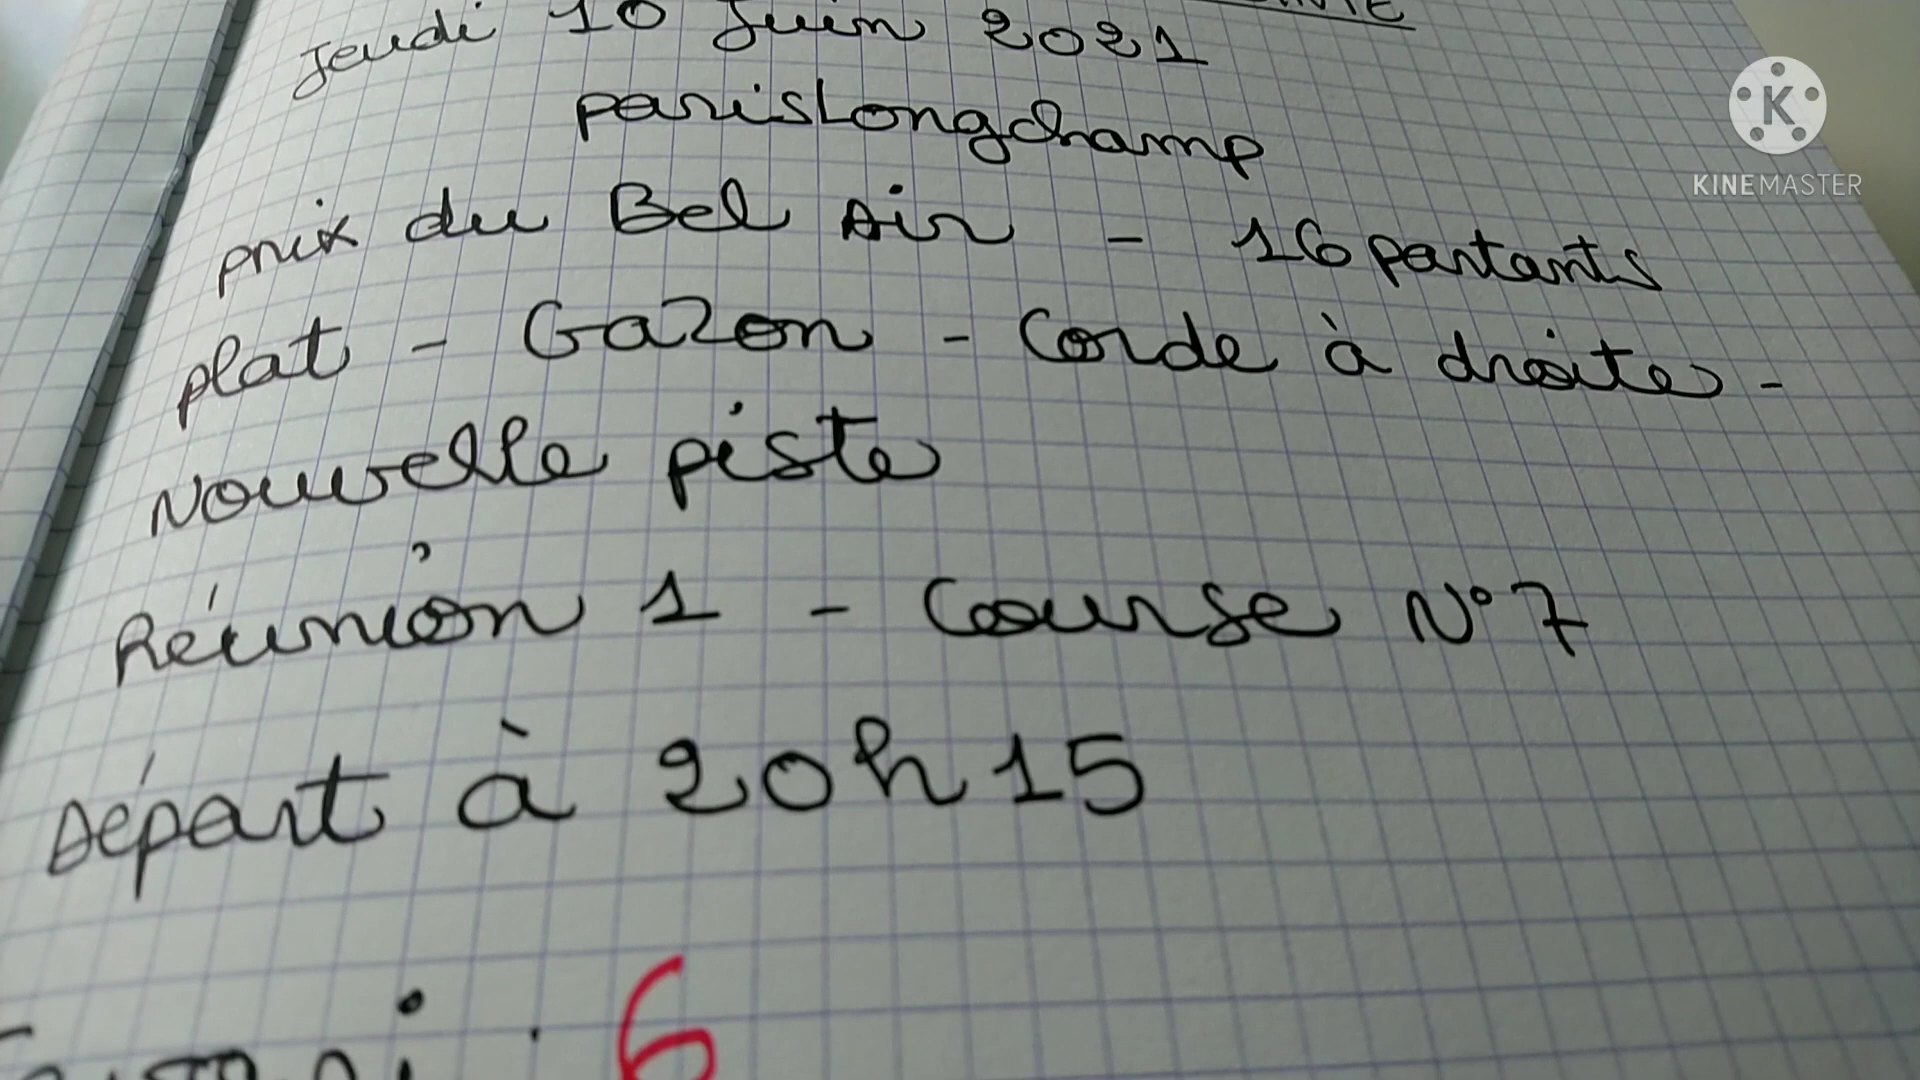 Jeudi 10 Juin 2021
parisLongchamp
prix du Bel Air - 16 partants
plat - Gazon - Corde à droite -
Nouvelle piste
Réunion 1 - Course N°7
Départ à 20h15
6
K
KINEMASTER